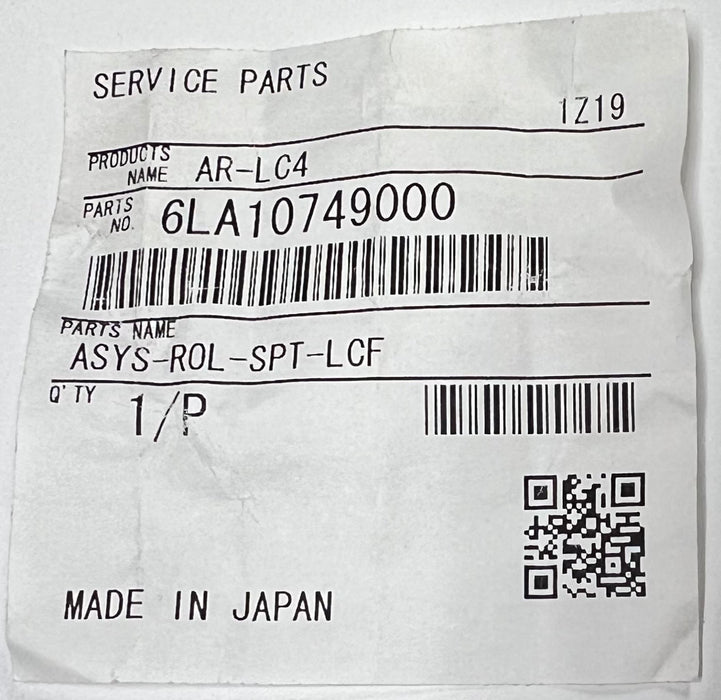 SERVICE PARTS
1Z19
PRODUCTS
NAME AR-LC4
PARTS
NO. 6LA10749000
PARTS NAME
ASYS-ROL-SPT-LCF
Q'TY 1/P
MADE IN JAPAN